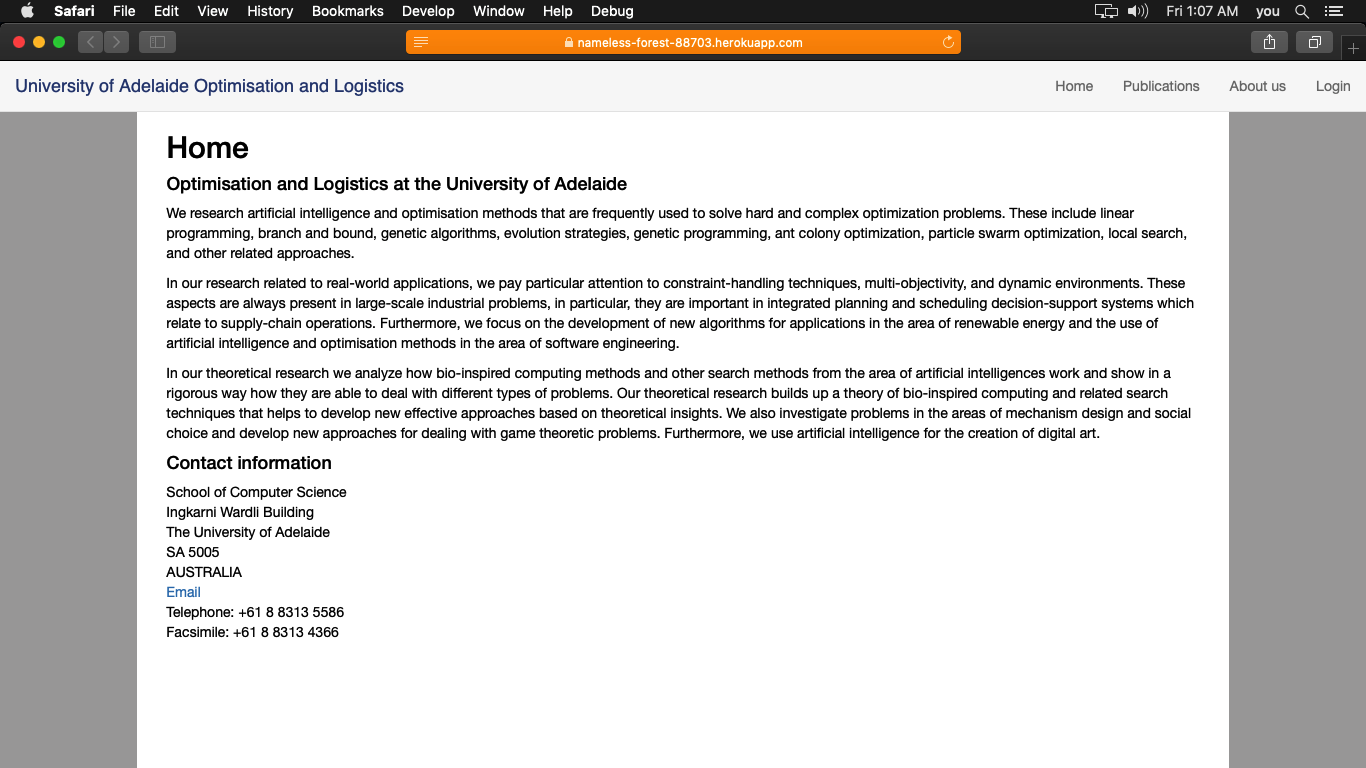 Safari File Edit View History Bookmarks Develop Window Help Debug Fri 1:07 AM you
nameless-forest-88703.herokuapp.com
University of Adelaide Optimisation and Logistics Home Publications About us Login
Home
Optimisation and Logistics at the University of Adelaide
We research artificial intelligence and optimisation methods that are frequently used to solve hard and complex optimization problems. These include linear
programming, branch and bound, genetic algorithms, evolution strategies, genetic programming, ant colony optimization, particle swarm optimization, local search,
and other related approaches.
In our research related to real-world applications, we pay particular attention to constraint-handling techniques, multi-objectivity, and dynamic environments. These
aspects are always present in large-scale industrial problems, in particular, they are important in integrated planning and scheduling decision-support systems which
relate to supply-chain operations. Furthermore, we focus on the development of new algorithms for applications in the area of renewable energy and the use of
artificial intelligence and optimisation methods in the area of software engineering.
In our theoretical research we analyze how bio-inspired computing methods and other search methods from the area of artificial intelligences work and show in a
rigorous way how they are able to deal with different types of problems. Our theoretical research builds up a theory of bio-inspired computing and related search
techniques that helps to develop new effective approaches based on theoretical insights. We also investigate problems in the areas of mechanism design and social
choice and develop new approaches for dealing with game theoretic problems. Furthermore, we use artificial intelligence for the creation of digital art.
Contact information
School of Computer Science
Ingkarni Wardli Building
The University of Adelaide
SA 5005
AUSTRALIA
Email
Telephone: +61 8 8313 5586
Facsimile: +61 8 8313 4366